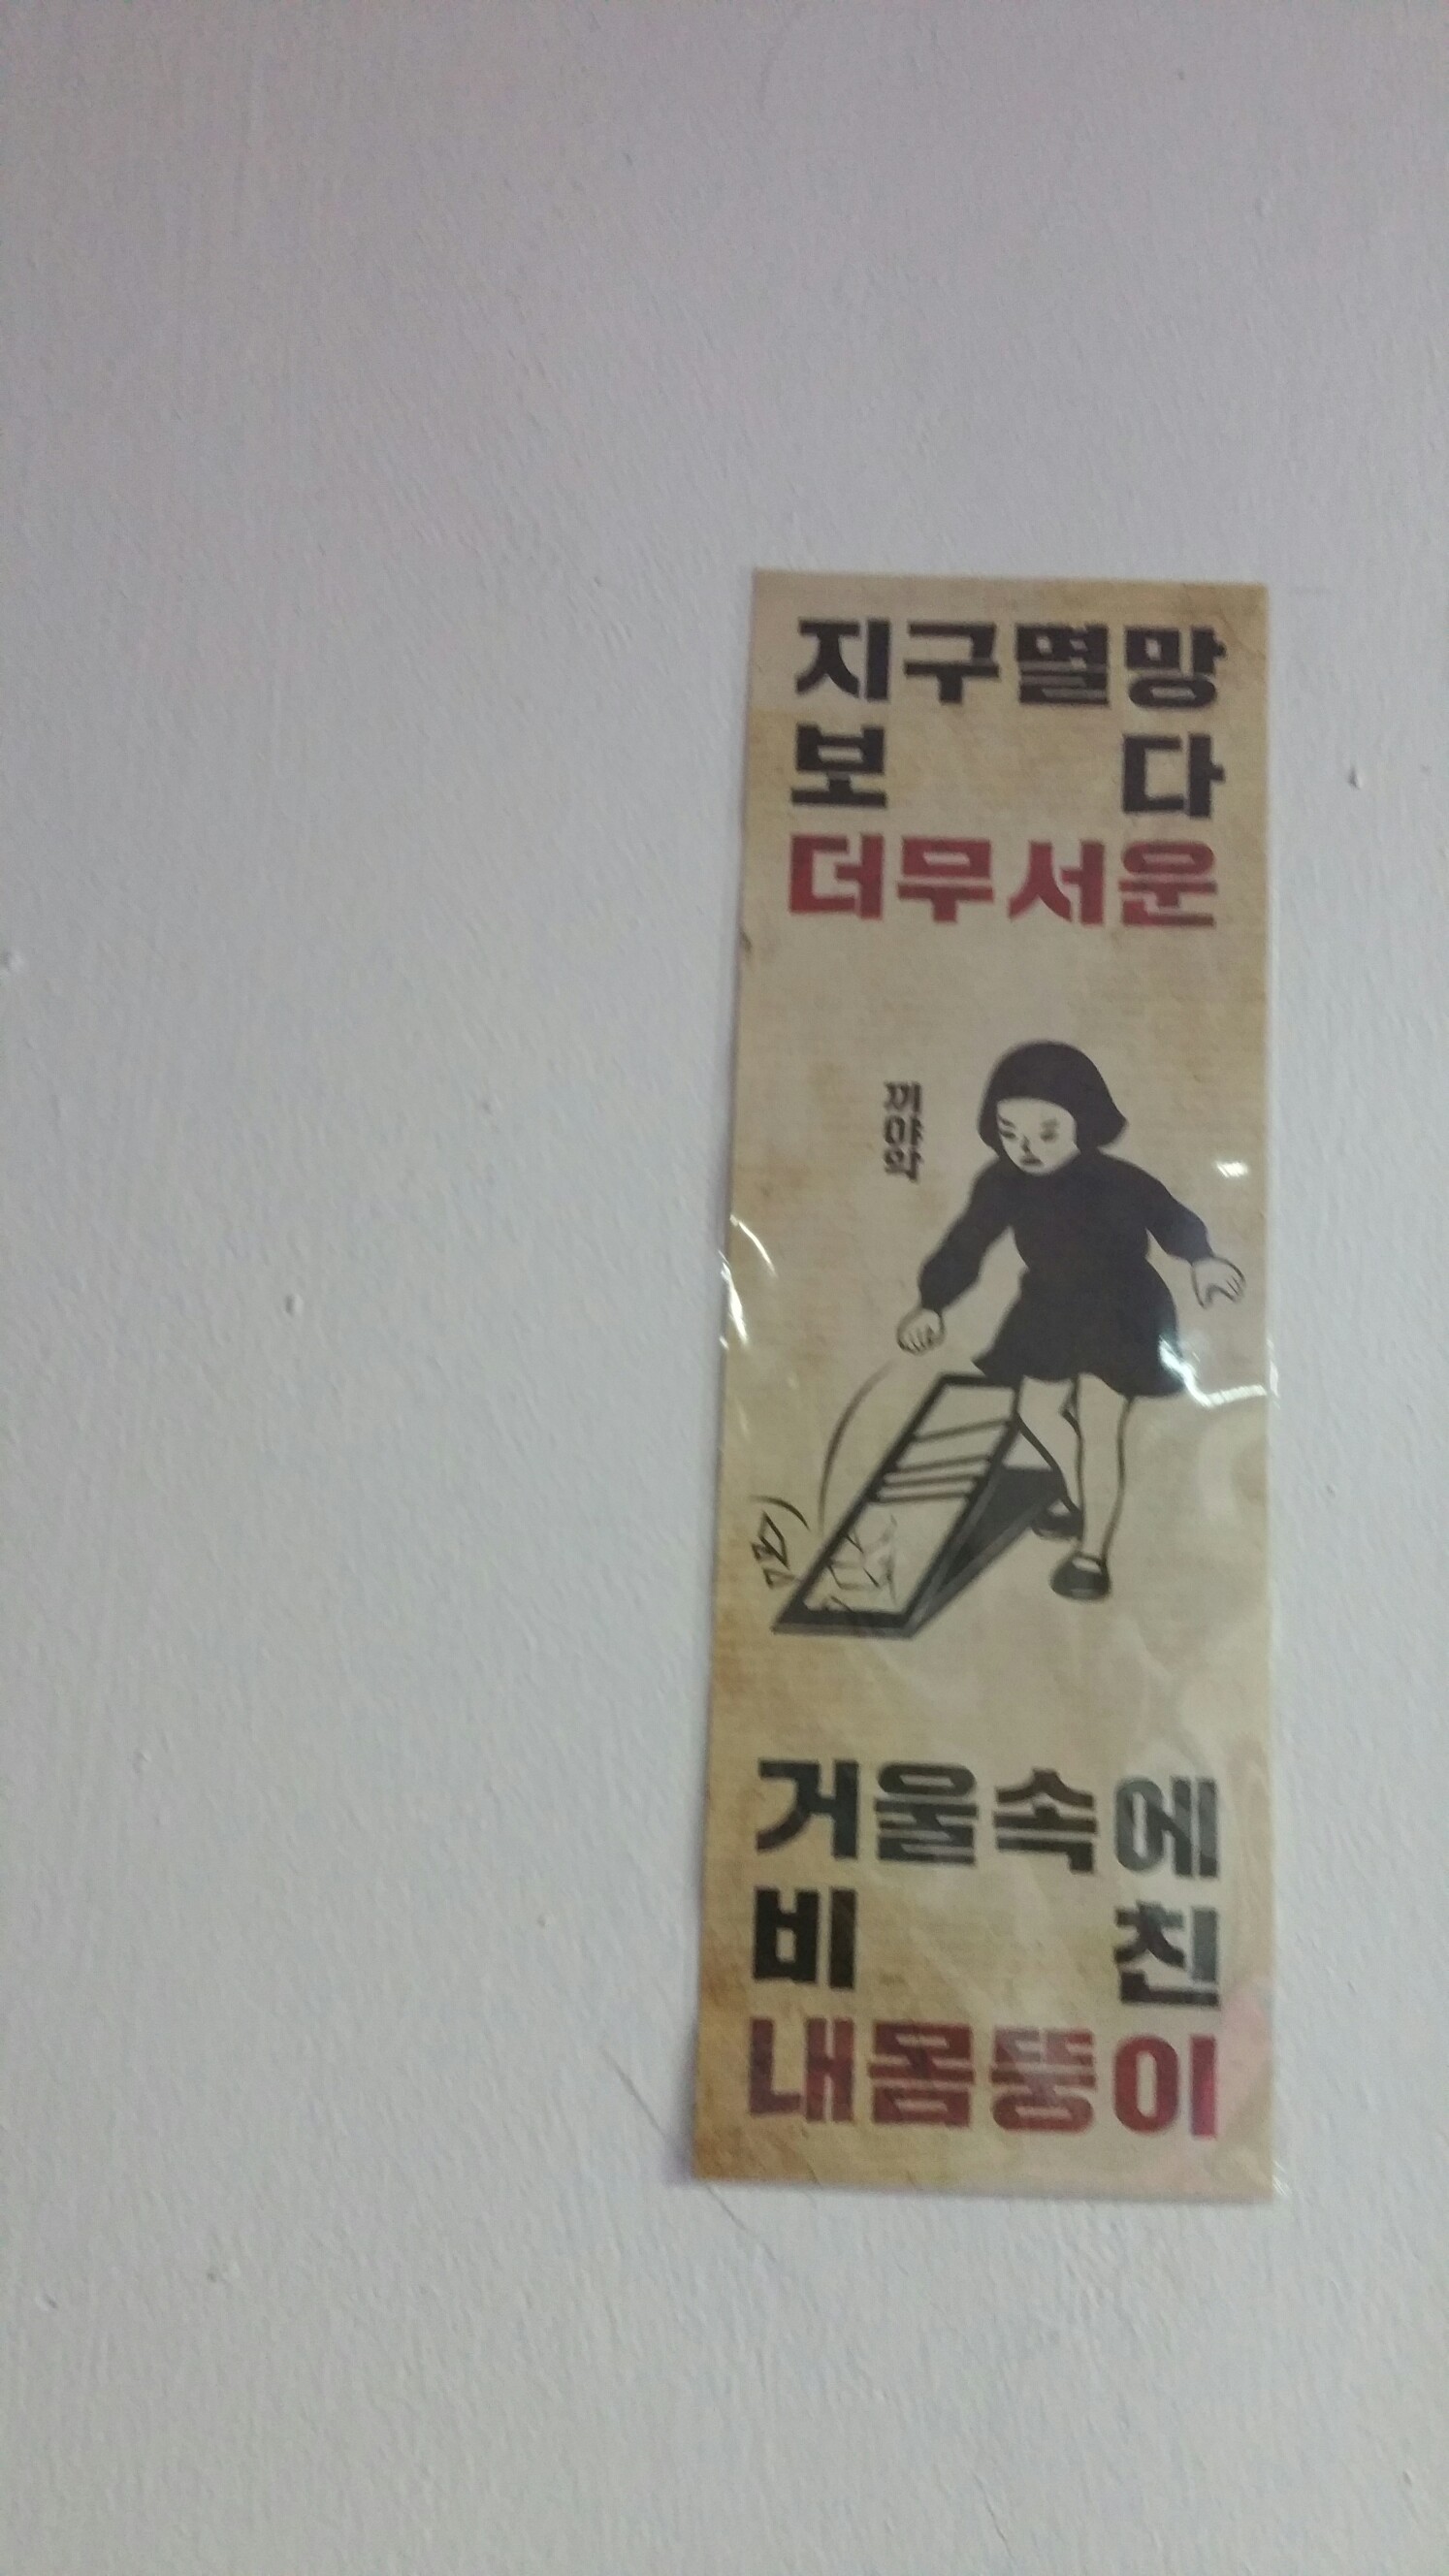 지구멸망
보 다
더무서운
끼야악
거울속에
비 친
내몸뚱이